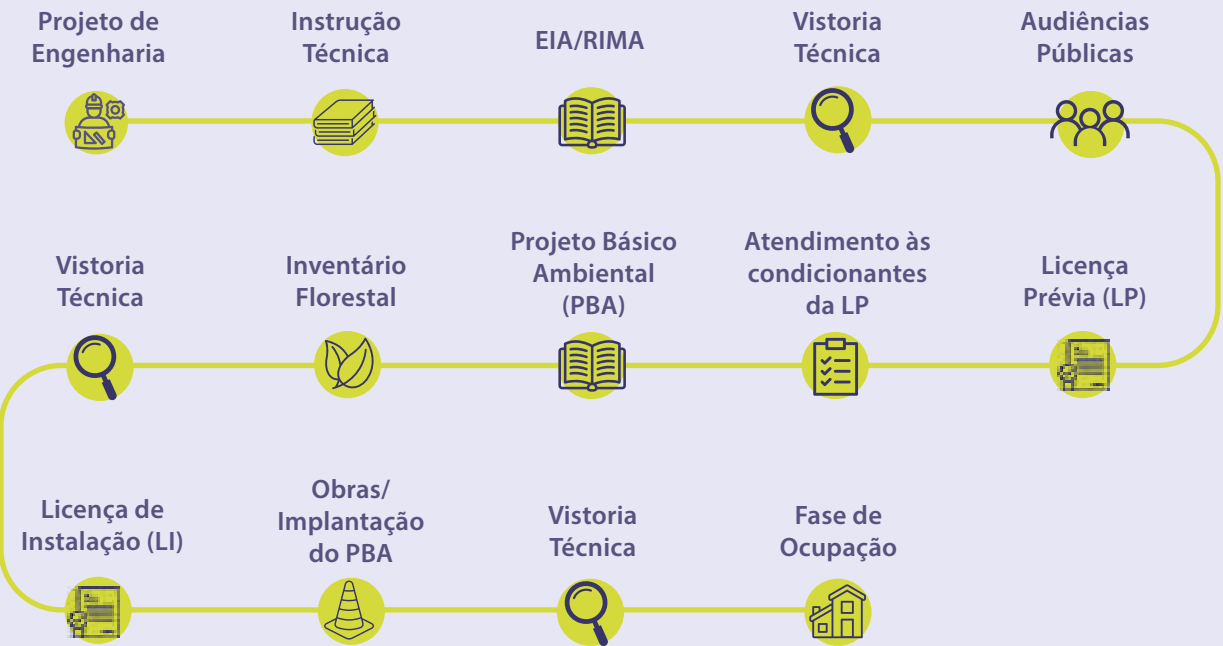 Projeto de
Engenharia
Instrução
Técnica
EIA/RIMA
Vistoria
Técnica
Audiências
Públicas
Vistoria
Técnica
Inventário
Florestal
Projeto Básico
Ambiental
(PBA)
Atendimento às
condicionantes
da LP
Licença
Prévia (LP)
Licença de
Instalação (LI)
Obras/
Implantação
do PBA
Vistoria
Técnica
Fase de
Ocupação